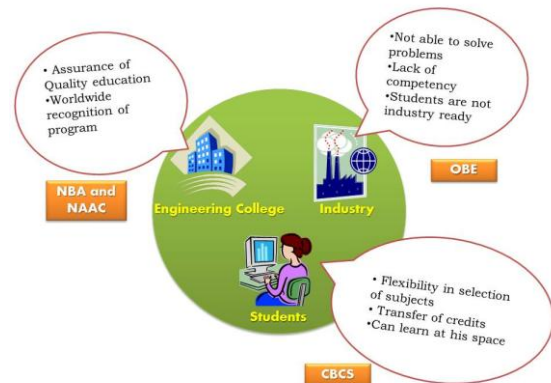 • Assurance of
Quality education
•Worldwide
recognition of
program
NBA and
NAAC
Engineering College
•Not able to solve
problems
•Lack of
competency
•Students are not
industry ready
OBE
Industry
Students
• Flexibility in selection
of subjects
• Transfer of credits
•Can learn at his space
CBCS